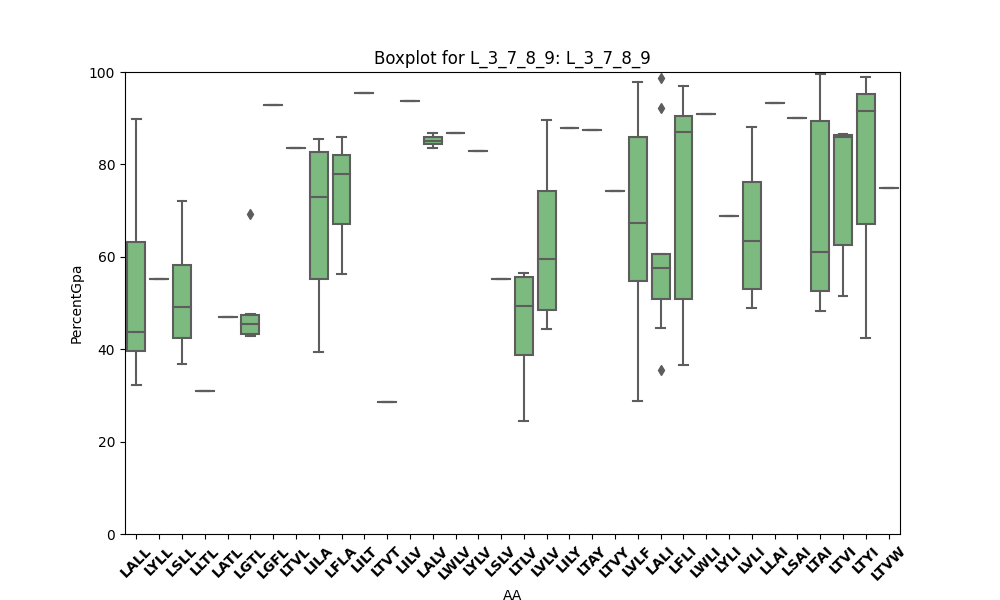 Boxplot for L_3_7_8_9: L_3_7_8_9
100
80
60
40
20
0
PercentGpa
LALL LYLL LSLL LLTL LATL LGTL LGFL LTVL LILA LFLA LILT LTVT LILV LALV LWLV LYLV LSLV LTLV LVLV LILY LTAY LTVY LVLF LALI LFLI LWLI LYLI LVLI LLAI LSAI LTAI LTVI LTYI LTVW
AA